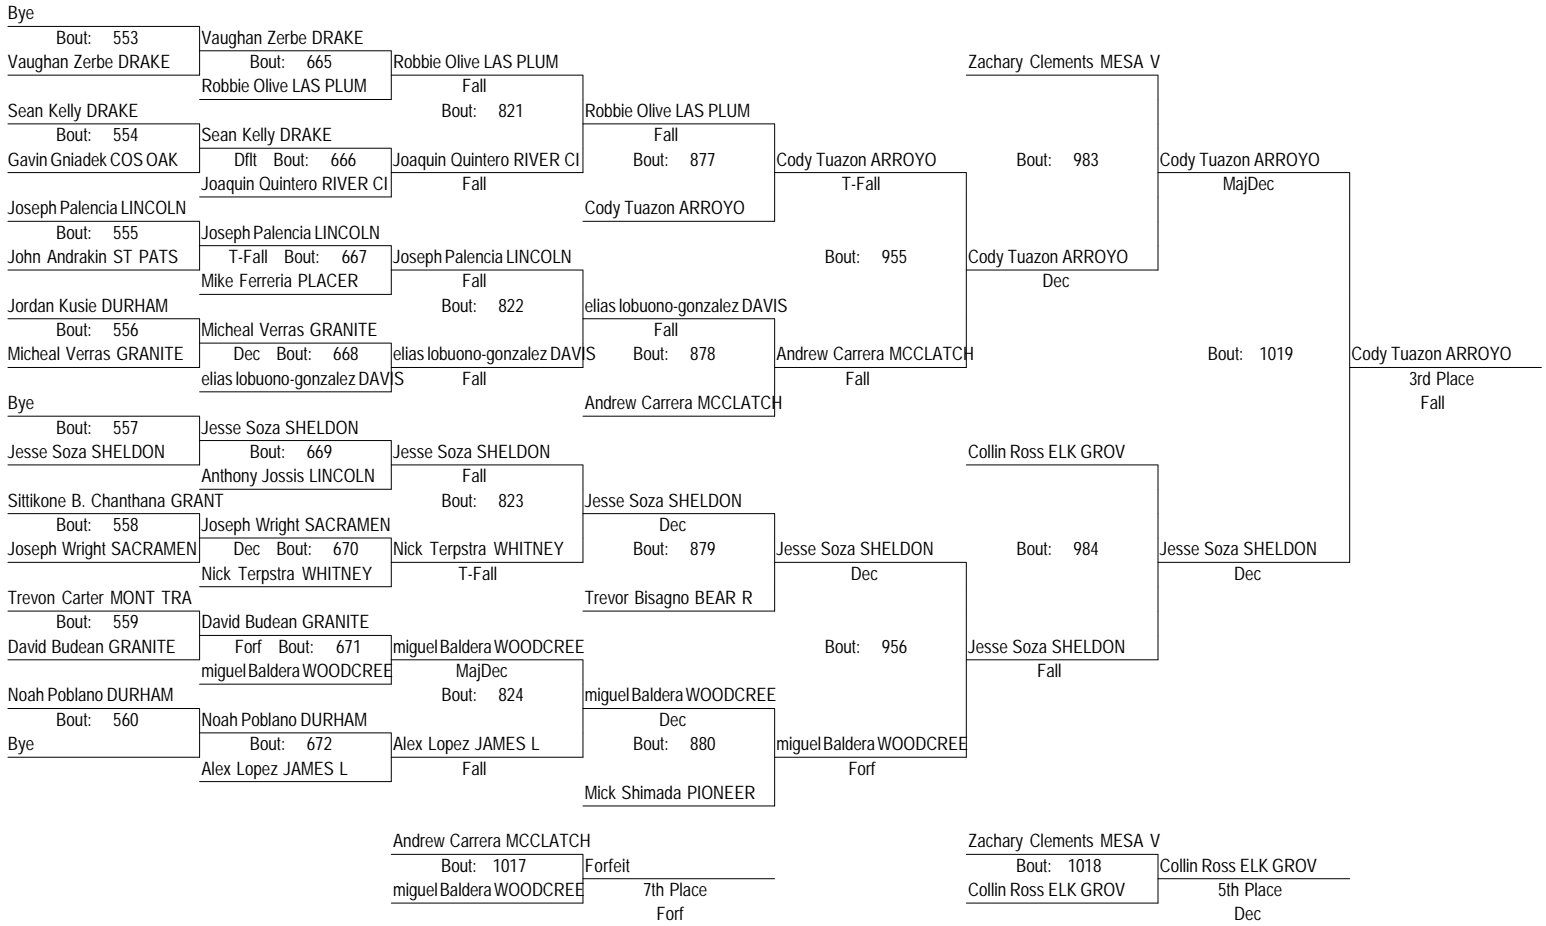 Bye
Bout: 553
Vaughan Zerbe DRAKE
Sean Kelly DRAKE
Bout: 554
Gavin Gniadek COS OAK
Joseph Palencia LINCOLN
Bout: 555
John Andrakin ST PATS
Jordan Kusie DURHAM
Bout: 556
Micheal Verras GRANITE
Bye
Bout: 557
Jesse Soza SHELDON
Sittikone B. Chanthana GRANT
Bout: 558
Joseph Wright SACRAMEN
Trevon Carter MONT TRA
Bout: 559
David Budean GRANITE
Noah Poblano DURHAM
Bout: 560
Bye
Vaughan Zerbe DRAKE
Bout: 665
Robbie Olive LAS PLUM
Sean Kelly DRAKE
Dflt Bout: 666
Joaquin Quintero RIVER CI
Joseph Palencia LINCOLN
T-Fall Bout: 667
Mike Ferreria PLACER
Micheal Verras GRANITE
Dec Bout: 668
elias lobuono-gonzalez DAVIS
Jesse Soza SHELDON
Bout: 669
Anthony Jossis LINCOLN
Joseph Wright SACRAMEN
Dec Bout: 670
Nick Terpstra WHITNEY
David Budean GRANITE
Forf Bout: 671
miguel Baldera WOODCREE
Noah Poblano DURHAM
Bout: 672
Alex Lopez JAMES L
Robbie Olive LAS PLUM
Fall
Bout: 821
Joaquin Quintero RIVER CI
Fall
Joseph Palencia LINCOLN
Fall
Bout: 822
elias lobuono-gonzalez DAVIS
Fall
Jesse Soza SHELDON
Fall
Bout: 823
Nick Terpstra WHITNEY
T-Fall
miguel Baldera WOODCREE
MajDec
Bout: 824
Alex Lopez JAMES L
Fall
Robbie Olive LAS PLUM
Fall
Bout: 877
Cody Tuazon ARROYO
elias lobuono-gonzalez DAVIS
Fall
Bout: 878
Andrew Carrera MCCLATCH
Jesse Soza SHELDON
Dec
Bout: 879
Trevor Bisagno BEAR R
miguel Baldera WOODCREE
Dec
Bout: 880
Mick Shimada PIONEER
Cody Tuazon ARROYO
T-Fall
Bout: 955
Andrew Carrera MCCLATCH
Fall
Jesse Soza SHELDON
Dec
Bout: 956
miguel Baldera WOODCREE
Forf
Zachary Clements MESA V
Bout: 983
Cody Tuazon ARROYO
Dec
Collin Ross ELK GROV
Bout: 984
Jesse Soza SHELDON
Fall
Cody Tuazon ARROYO
MajDec
Bout: 1019
Jesse Soza SHELDON
Dec
Cody Tuazon ARROYO
3rd Place
Fall
Andrew Carrera MCCLATCH
Bout: 1017
miguel Baldera WOODCREE
Forfeit
7th Place
Forf
Zachary Clements MESA V
Bout: 1018
Collin Ross ELK GROV
Collin Ross ELK GROV
5th Place
Dec